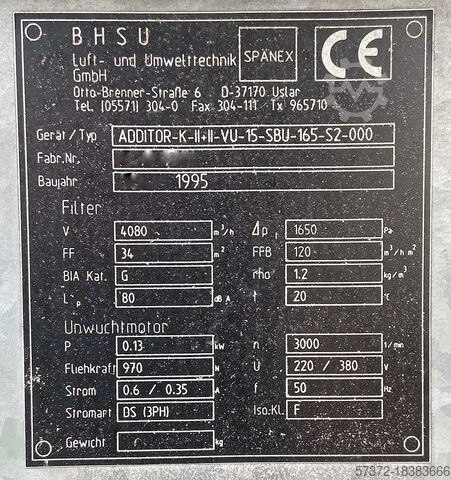 BHSU
Luft- und Umwelttechnik
GmbH
SPÄNEX
CE
Otto-Brenner-Straße 6 D-37170 Uslar
Tel. (05571) 304-0 Fax 304-111 Tx 965710
Gerät/Typ ADDITOR-K-II+II-VU-15-SBU-165-S2-000
Fabr.Nr.
Baujahr 1995
Filter
V 4080 m³/h Δp 1650 Pa
FF 34 m² FFB 120 m³/h m²
BIA Kat. G rho 1.2 kg/m³
Lp 80 dB A t 20 °C
Unwuchtmotor
P 0.13 kW n 3000 1/min
Fliehkraft 970 N U 220 / 380 V
Strom 0.6 / 0.35 A f 50 Hz
Stromart DS (3PH) Iso.Kl. F
Gewicht kg
57372-18383666